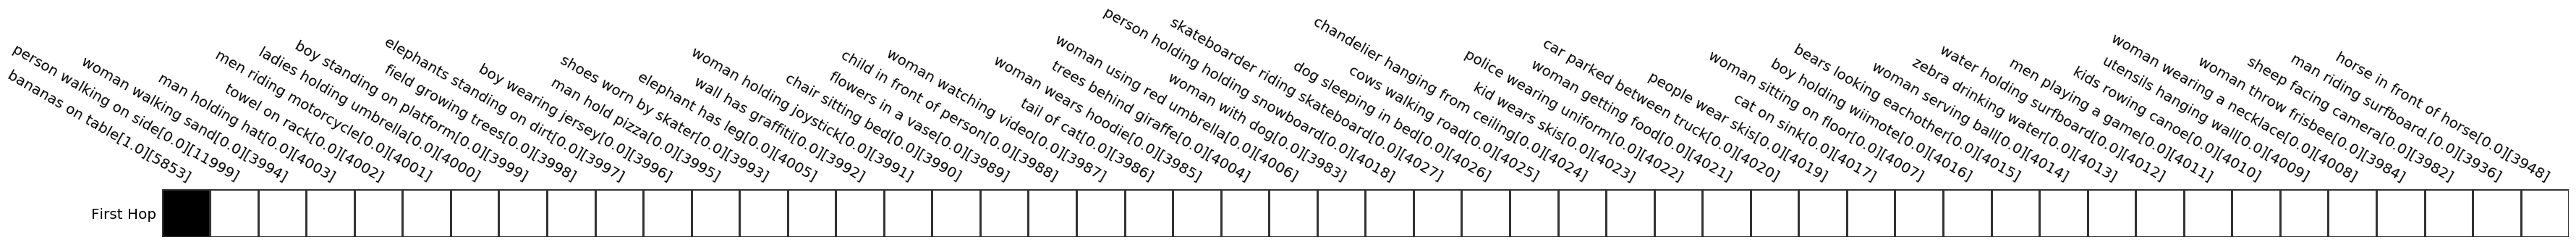 bananas on table[1.0][5853]
person walking on side[0.0][11999]
woman walking sand[0.0][3994]
man holding hat[0.0][4003]
towel on rack[0.0][4002]
men riding motorcycle[0.0][4001]
ladies holding umbrella[0.0][4000]
boy standing on platform[0.0][3999]
field growing trees[0.0][3998]
elephants standing on dirt[0.0][3997]
boy wearing jersey[0.0][3996]
man hold pizza[0.0][3995]
shoes worn by skater[0.0][3993]
elephant has leg[0.0][4005]
wall has graffiti[0.0][3992]
woman holding joystick[0.0][3991]
chair sitting bed[0.0][3990]
flowers in a vase[0.0][3989]
child in front of person[0.0][3988]
woman watching video[0.0][3987]
tail of cat[0.0][3986]
woman wears hoodie[0.0][3985]
trees behind giraffe[0.0][4004]
woman using red umbrella[0.0][4006]
woman with dog[0.0][3983]
person holding holding snowboard[0.0][4018]
skateboarder riding skateboard[0.0][4027]
dog sleeping in bed[0.0][4026]
cows walking road[0.0][4025]
chandelier hanging from ceiling[0.0][4024]
kid wears skis[0.0][4023]
police wearing uniform[0.0][4022]
woman getting food[0.0][4021]
car parked between truck[0.0][4020]
people wear skis[0.0][4019]
cat on sink[0.0][4017]
woman sitting on floor[0.0][4007]
boy holding wiimote[0.0][4016]
bears looking eachother[0.0][4015]
woman serving ball[0.0][4014]
zebra drinking water[0.0][4013]
water holding surfboard[0.0][4012]
men playing a game[0.0][4011]
kids rowing canoe[0.0][4010]
utensils hanging wall[0.0][4009]
woman wearing a necklace[0.0][4008]
woman throw frisbee[0.0][3984]
sheep facing camera[0.0][3982]
man riding surfboard.[0.0][3936]
horse in front of horse[0.0][3948]
First Hop